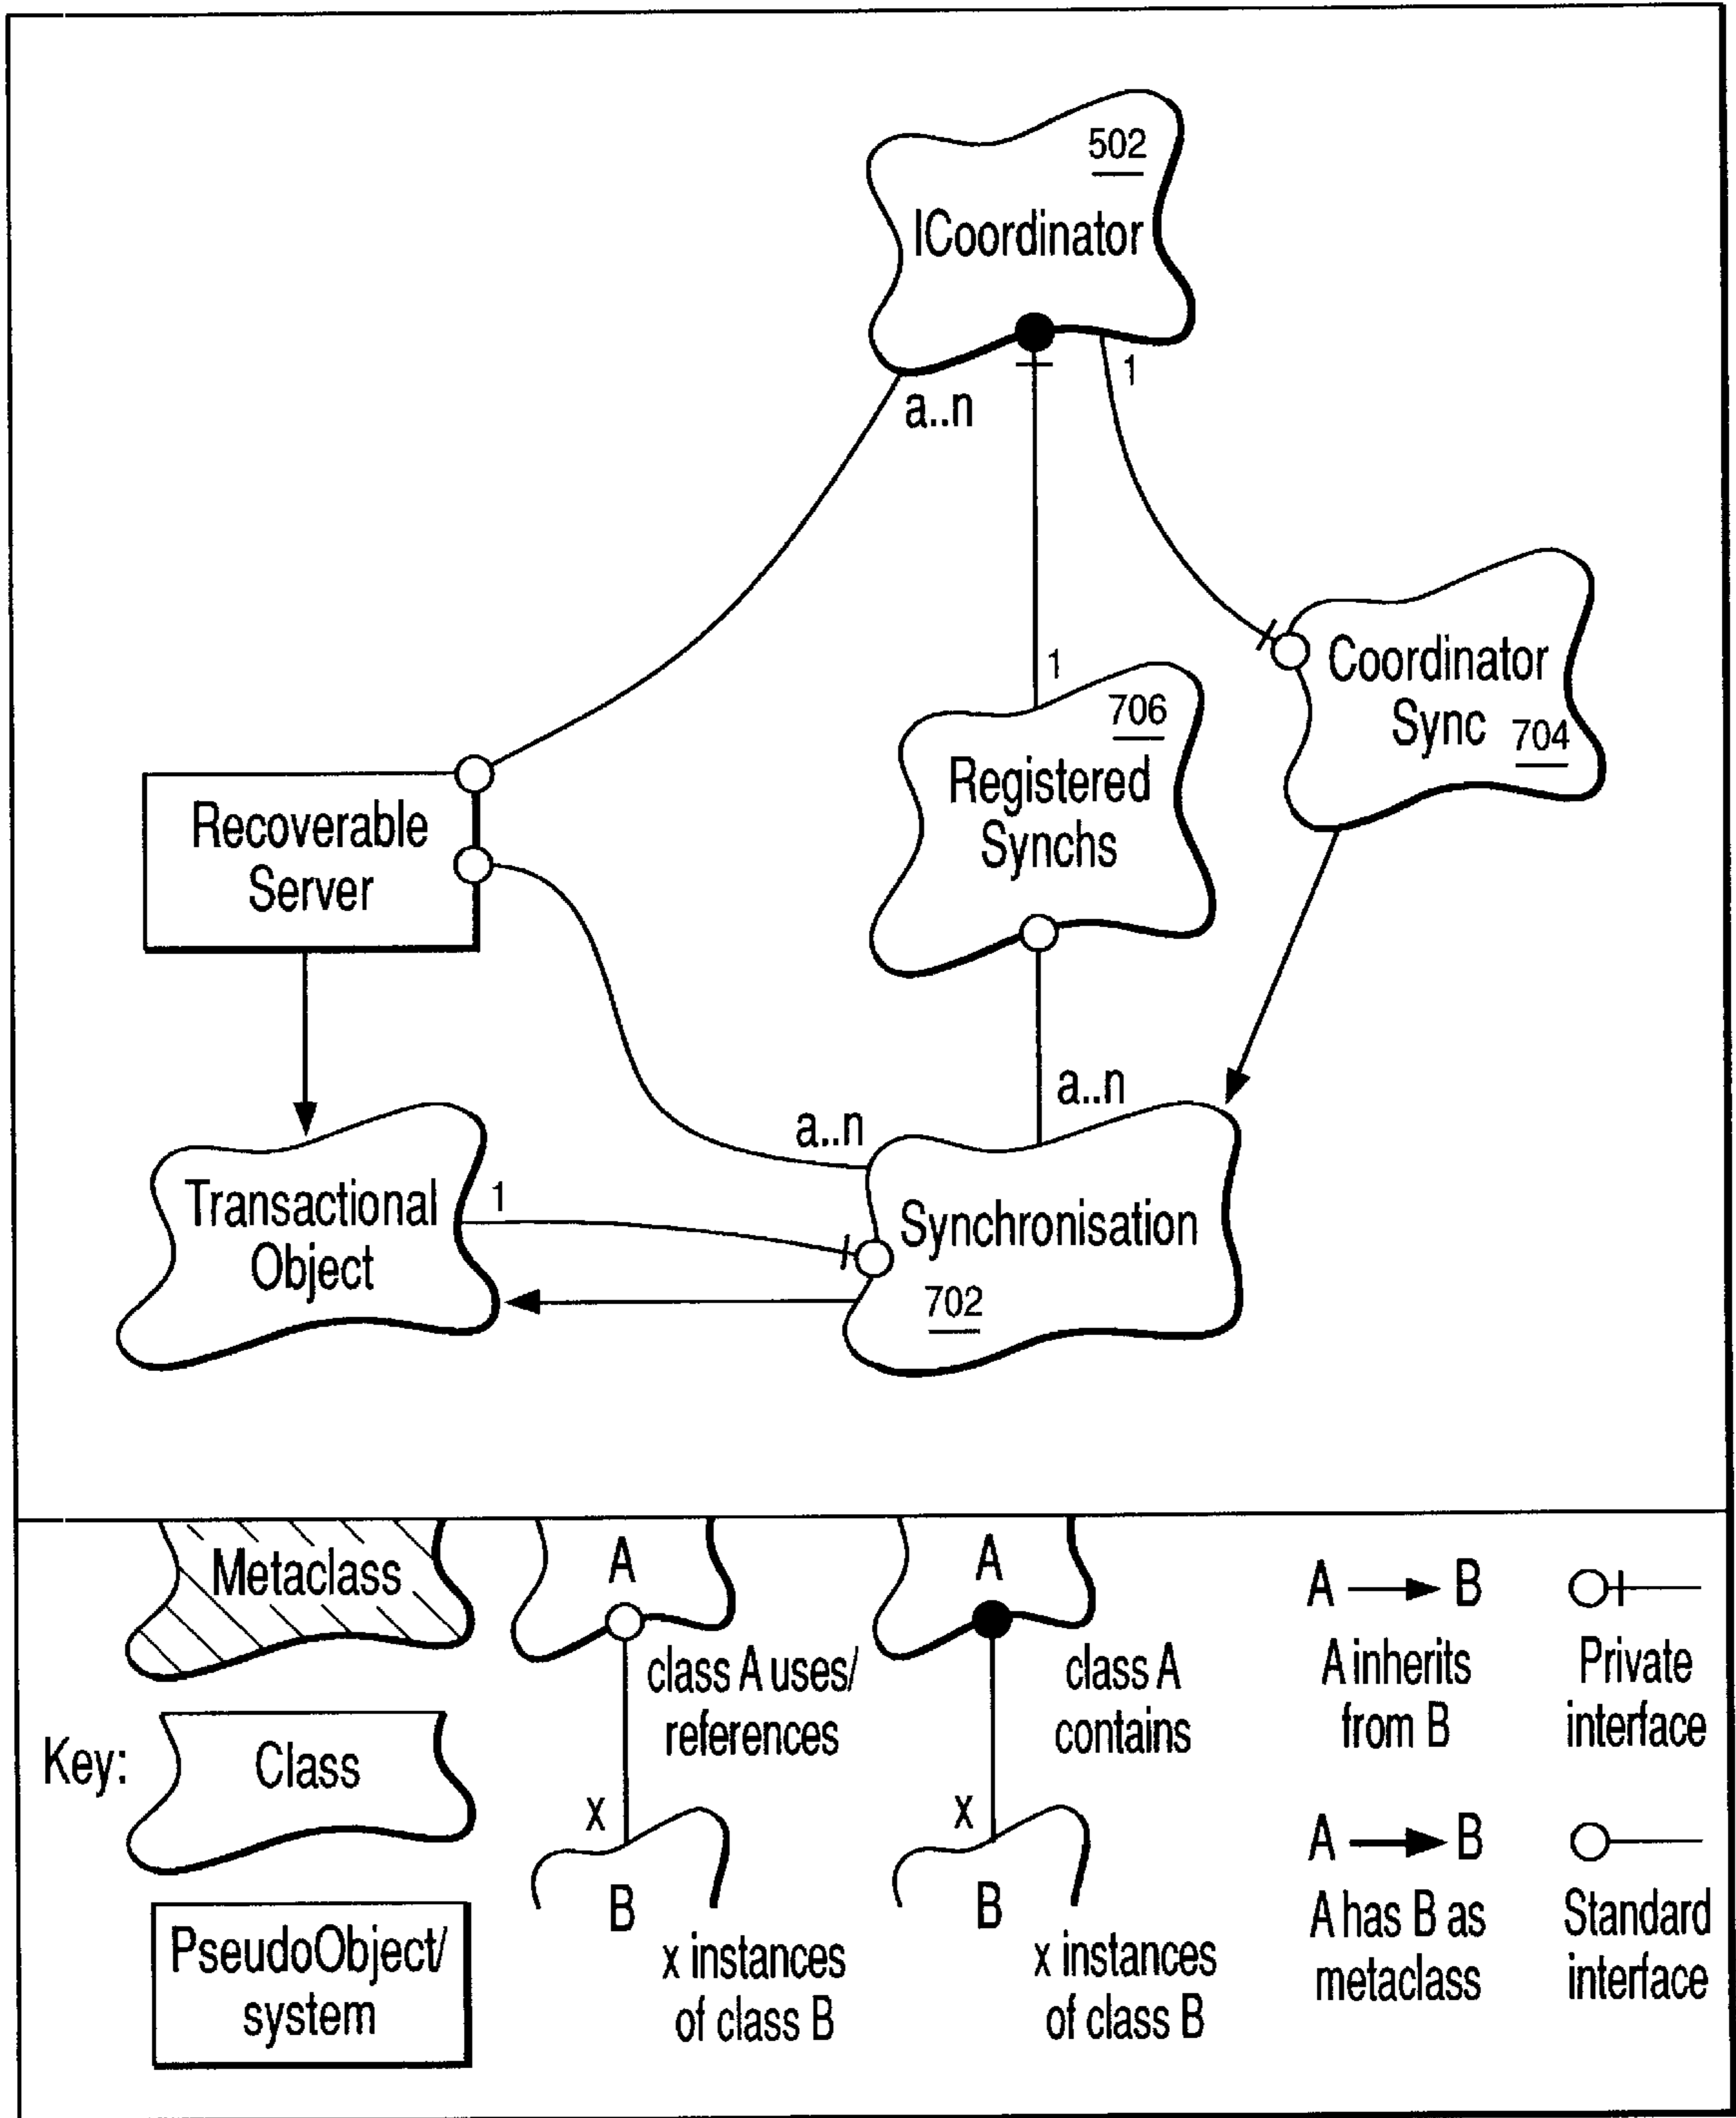 502
ICoordinator
1
a..n
1
Coordinator
Sync 704
706
Registered
Synchs
Recoverable
Server
a..n
a..n
1
Transactional
Object
Synchronisation
702
Metaclass
A
class A uses/
references
x
B
x instances
of class B
A
class A
contains
x
B
x instances
of class B
A B
A inherits
from B
Private
interface
Key:
Class
PseudoObject/
system
A B
A has B as
metaclass
Standard
interface